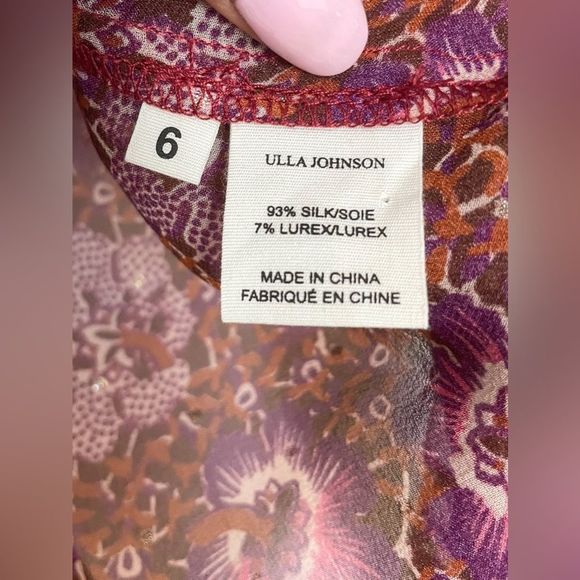 6
ULLA JOHNSON
93% SILK/SOIE
7% LUREX/LUREX
MADE IN CHINA
FABRIQUÉ EN CHINE